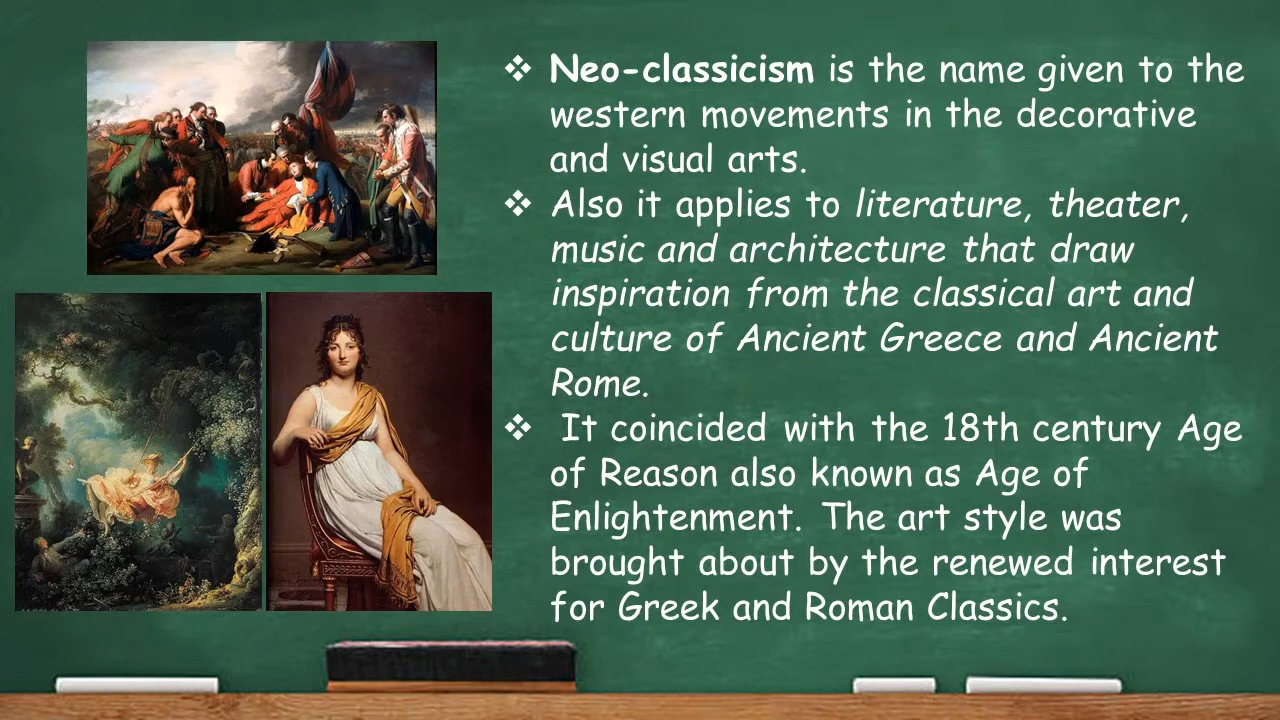 ❖ Neo-classicism is the name given to the
western movements in the decorative
and visual arts.
❖ Also it applies to literature, theater,
music and architecture that draw
inspiration from the classical art and
culture of Ancient Greece and Ancient
Rome.
❖ It coincided with the 18th century Age
of Reason also known as Age of
Enlightenment. The art style was
brought about by the renewed interest
for Greek and Roman Classics.